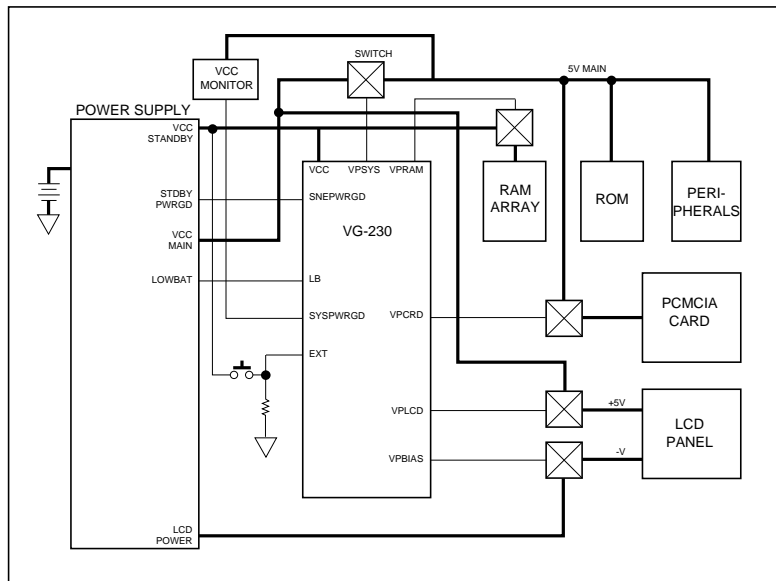 SWITCH
VCC
MONITOR
5V MAIN
POWER SUPPLY
VCC
STANDBY
VCC
VPSYS
VPRAM
RAM
ARRAY
ROM
PERI-
PHERALS
STDBY
PWRGD
SNEPWRGD
VG-230
VCC
MAIN
LOWBAT
LB
SYSPWRGD
VPCRD
PCMCIA
CARD
EXT
VPLCD
+5V
LCD
PANEL
VPBIAS
-V
LCD
POWER